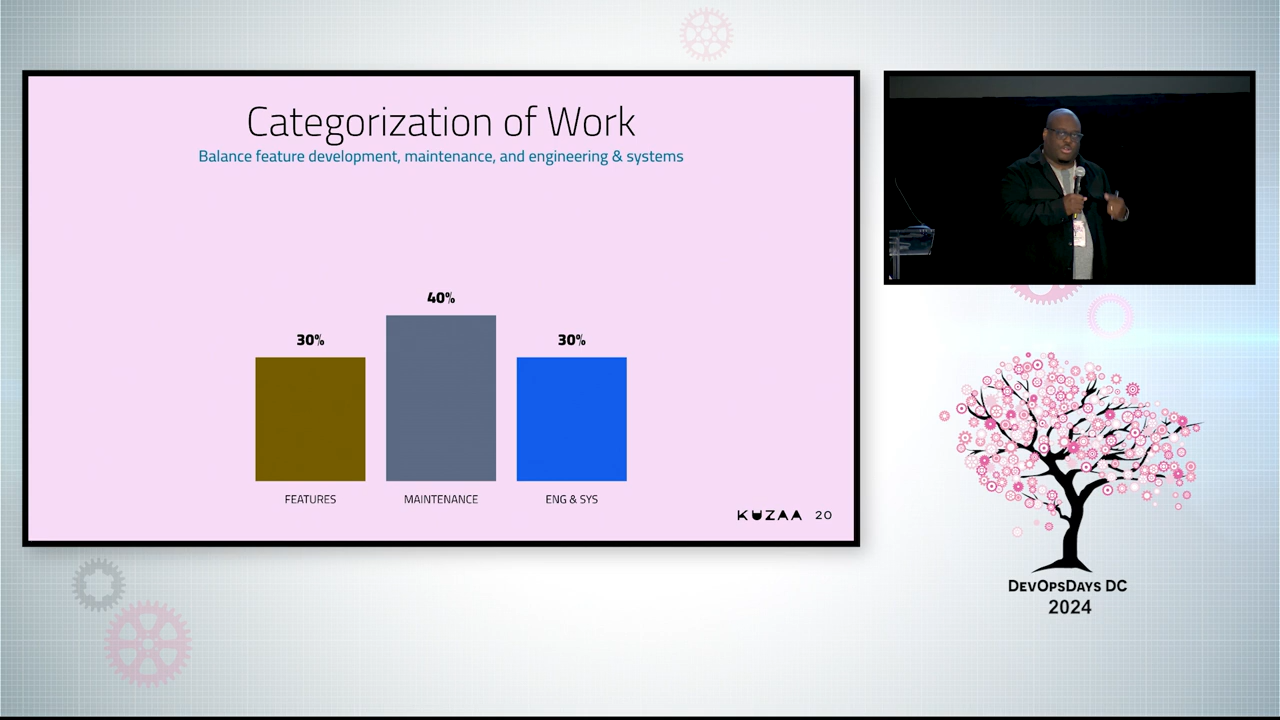 Categorization of Work
Balance feature development, maintenance, and engineering & systems
30%
40%
30%
FEATURES
MAINTENANCE
ENG & SYS
KUZAA 20
DEVOPSDAYS DC
2024